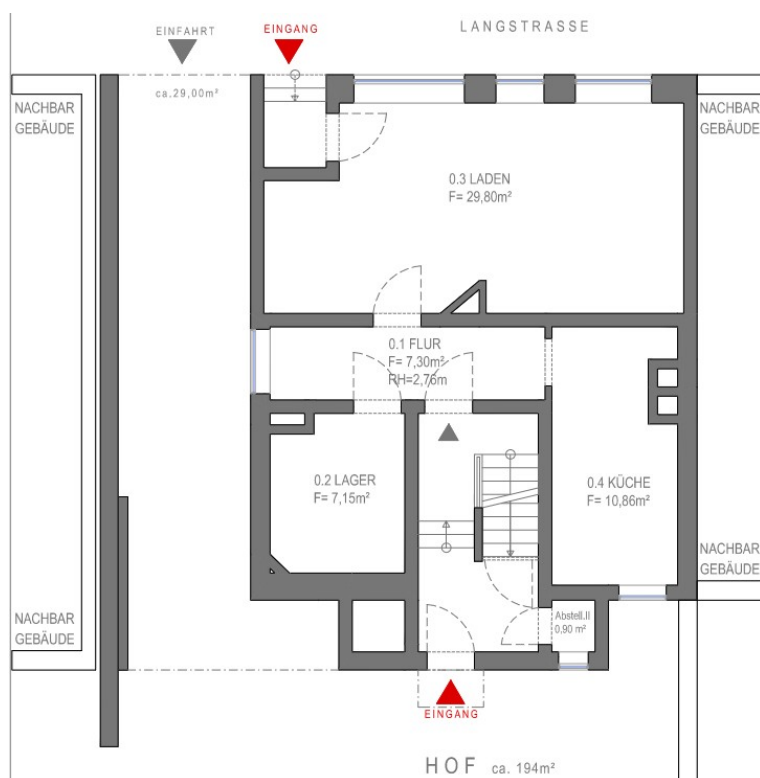 LANGSTRASSE
EINFAHRT
EINGANG
ca.29,00m²
NACHBAR
GEBÄUDE
NACHBAR
GEBÄUDE
0.3 LADEN
F= 29,80m²
0.1 FLUR
F= 7,30m²
RH=2,76m
0.2 LAGER
F= 7,15m²
0.4 KÜCHE
F= 10,86m²
NACHBAR
GEBÄUDE
NACHBAR
GEBÄUDE
Abstell.II
0,90 m²
EINGANG
HOF ca. 194m²